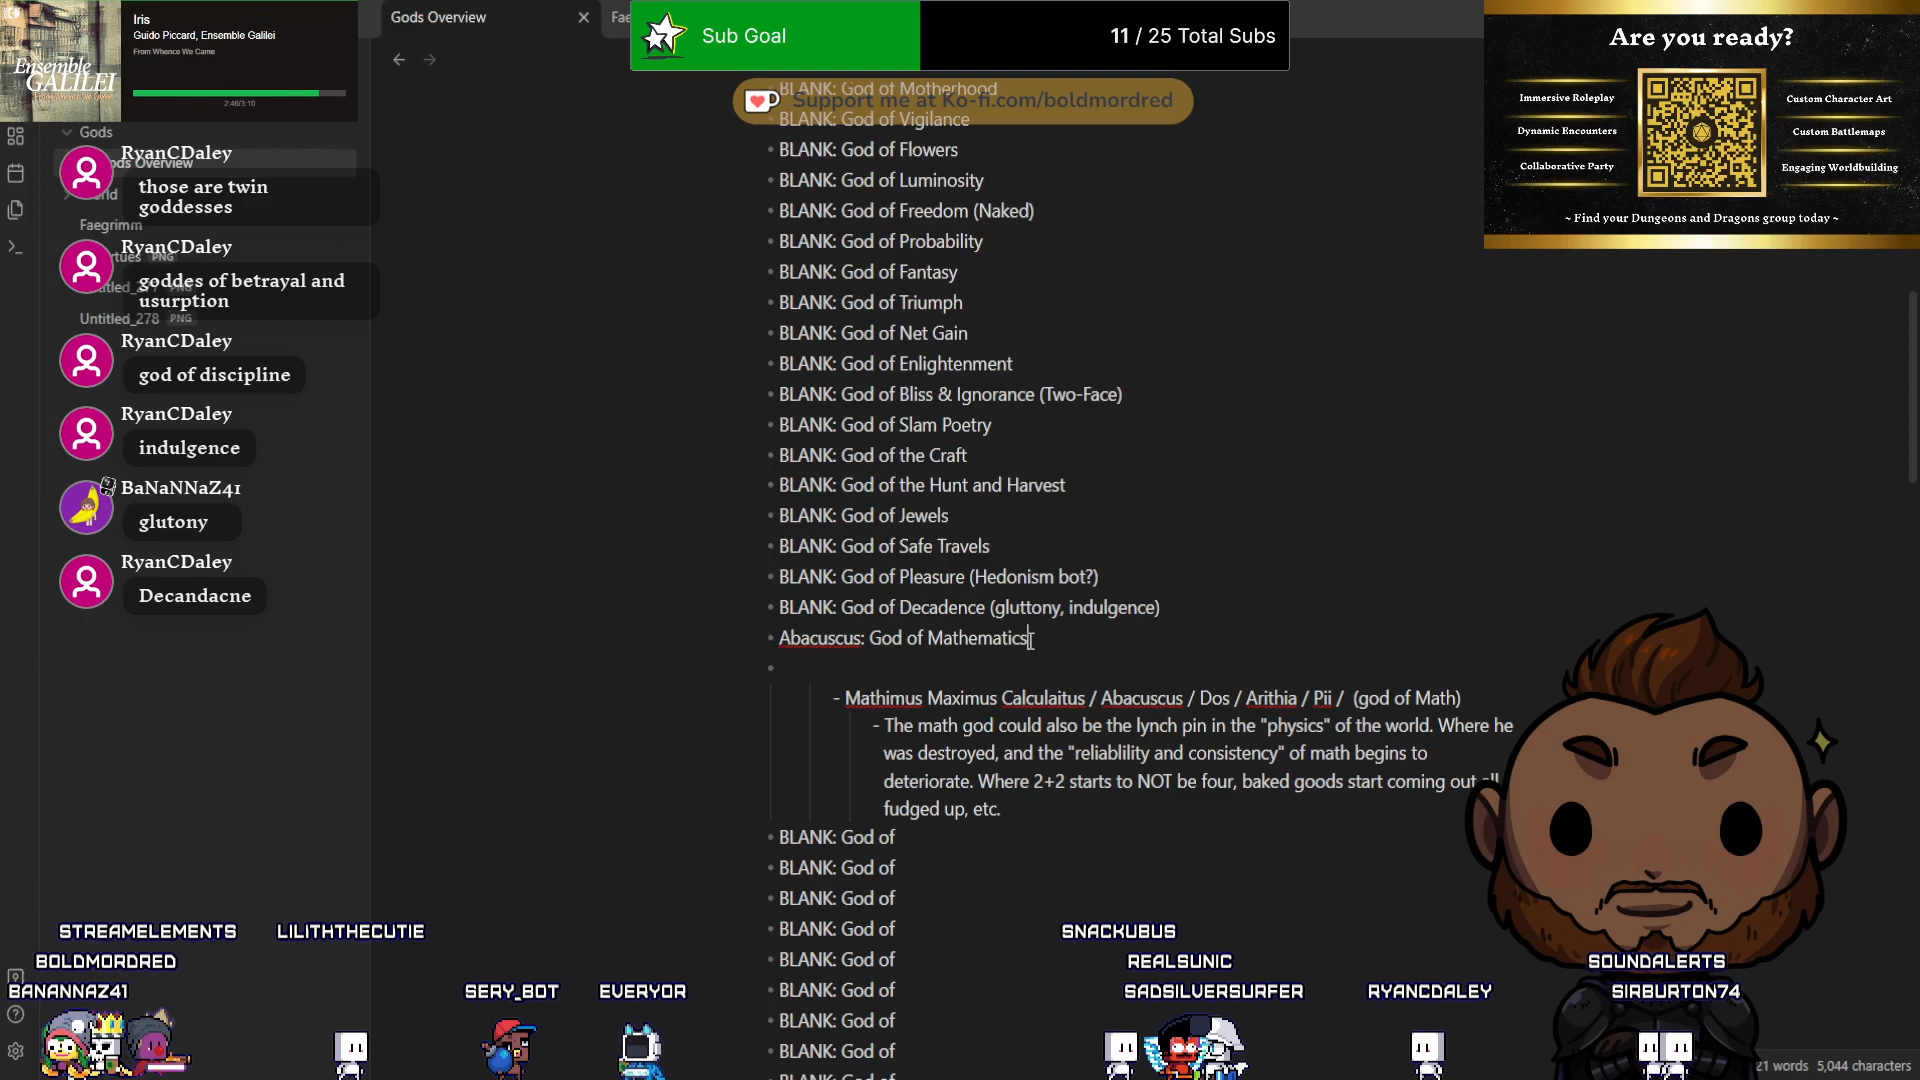 Iris
Guido Piccard, Ensemble Galilei
From Whence We Came
Ensemble
GALILEI
From Whence We Came
2:46/3:10
Gods Overview
Fae
Sub Goal
11 / 25 Total Subs
Support me at Ko-fi.com/boldmordred
Are you ready?
Immersive Roleplay
Dynamic Encounters
Collaborative Party
Custom Character Art
Custom Battlemaps
Engaging Worldbuilding
~ Find your Dungeons and Dragons group today ~
Gods
ods Overview
Faegrimm
PNG
Untitled_278 PNG
RyanCDaley
those are twin
goddesses
RyanCDaley
goddes of betrayal and
usurption
RyanCDaley
god of discipline
RyanCDaley
indulgence
BaNaNNaZ41
glutony
RyanCDaley
Decandacne
BLANK: God of Motherhood
BLANK: God of Vigilance
BLANK: God of Flowers
BLANK: God of Luminosity
BLANK: God of Freedom (Naked)
BLANK: God of Probability
BLANK: God of Fantasy
BLANK: God of Triumph
BLANK: God of Net Gain
BLANK: God of Enlightenment
BLANK: God of Bliss & Ignorance (Two-Face)
BLANK: God of Slam Poetry
BLANK: God of the Craft
BLANK: God of the Hunt and Harvest
BLANK: God of Jewels
BLANK: God of Safe Travels
BLANK: God of Pleasure (Hedonism bot?)
BLANK: God of Decadence (gluttony, indulgence)
Abacuscus: God of Mathematics
- Mathimus Maximus Calculaitus / Abacuscus / Dos / Arithia / Pii / (god of Math)
- The math god could also be the lynch pin in the "physics" of the world. Where he
was destroyed, and the "reliablility and consistency" of math begins to
deteriorate. Where 2+2 starts to NOT be four, baked goods start coming out all
fudged up, etc.
BLANK: God of
BLANK: God of
BLANK: God of
BLANK: God of
BLANK: God of
BLANK: God of
BLANK: God of
BLANK: God of
STREAMELEMENTS
LILITHTHECUTIE
BOLDMORDRED
BANANNAZ41
SERY_BOT
EVERYOR
SNACKUBUS
REALSUNIC
SADSILVERSURFER
RYANCDALEY
SOUNDALERTS
SIRBURTON74
21 words 5,044 characters